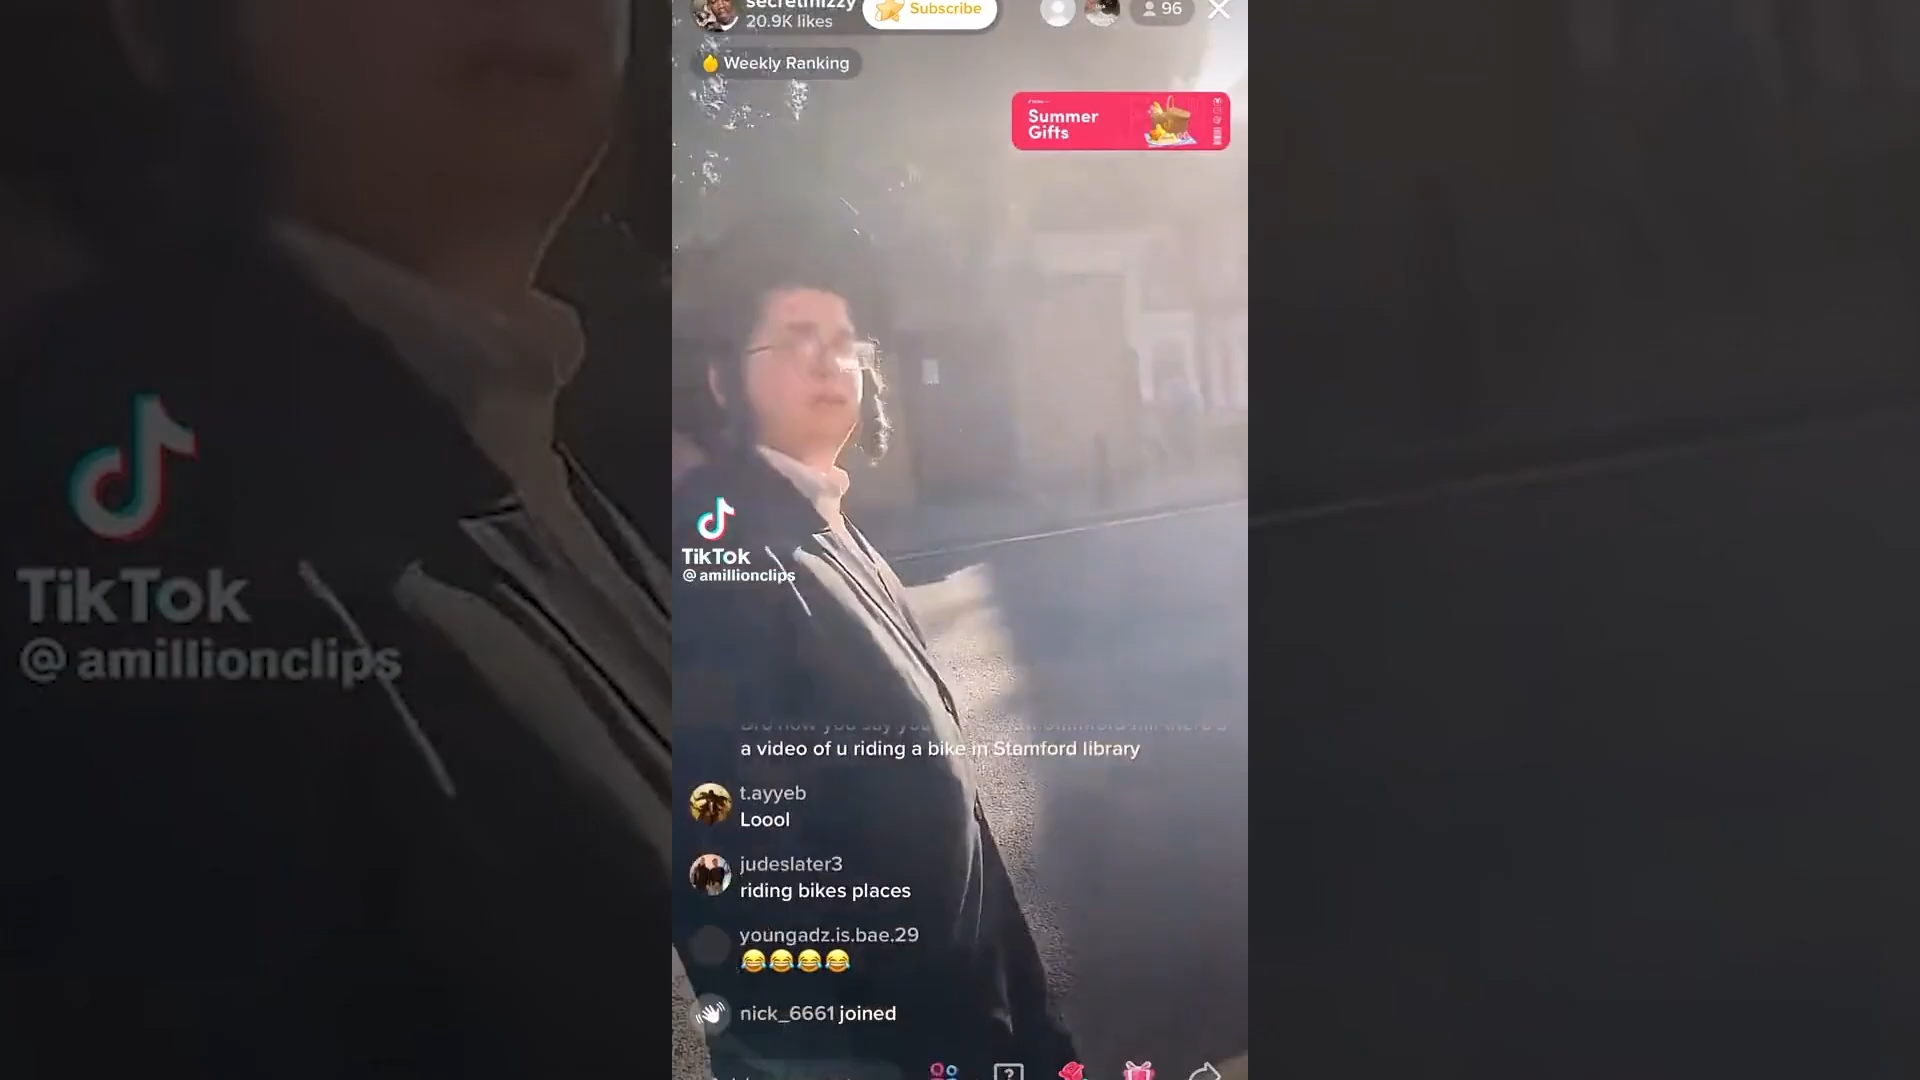 secretmizzy
20.9K likes
Subscribe
96
Weekly Ranking
Summer
Gifts
TikTok
@amillionclips
TikTok
@amillionclips
a video of u riding a bike in Stamford library
t.ayyeb
Loool
judeslater3
riding bikes places
youngadz.is.bae.29
😂😂😂😂
nick_6661 joined
?